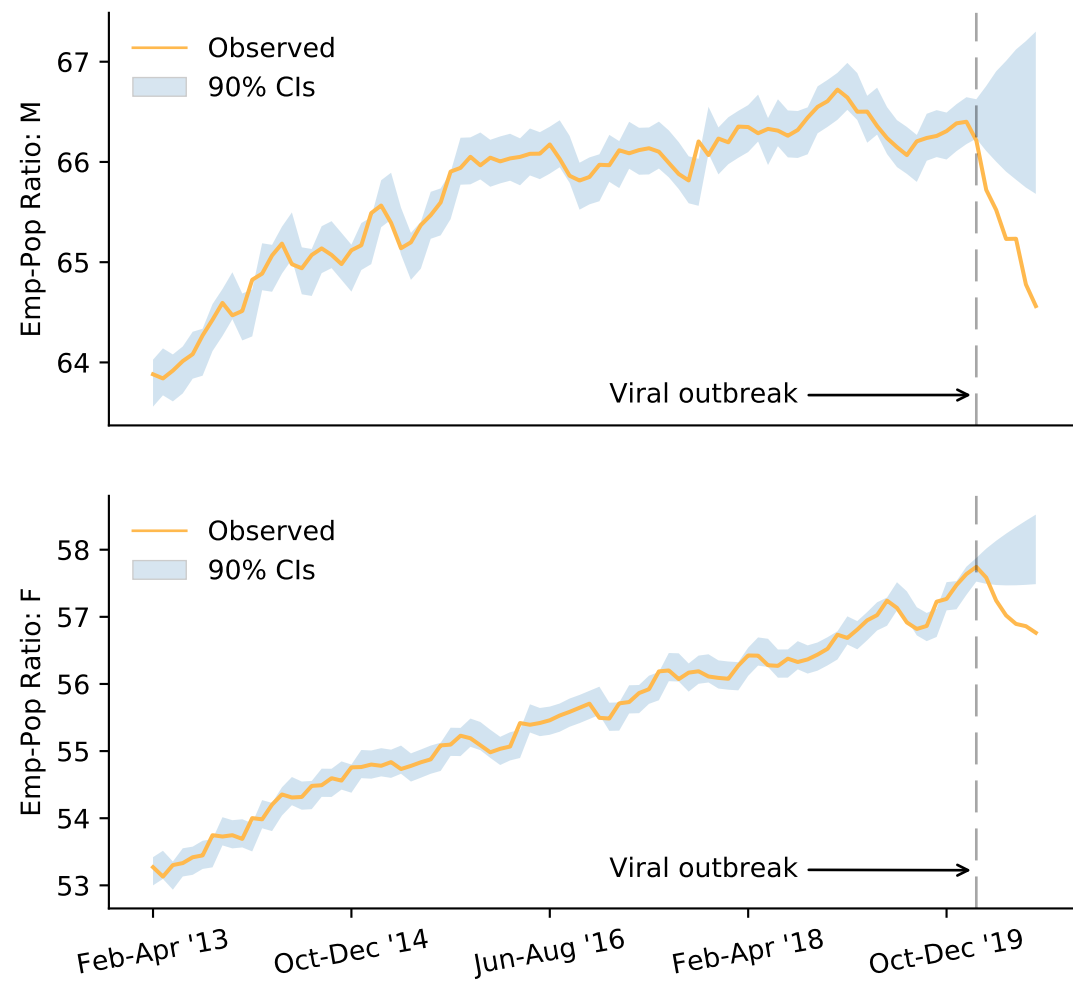 Observed
90% CIs
67
66
65
64
Emp-Pop Ratio: M
Viral outbreak
Observed
90% CIs
58
57
56
55
54
53
Emp-Pop Ratio: F
Viral outbreak
Feb-Apr '13
Oct-Dec '14
Jun-Aug '16
Feb-Apr '18
Oct-Dec '19